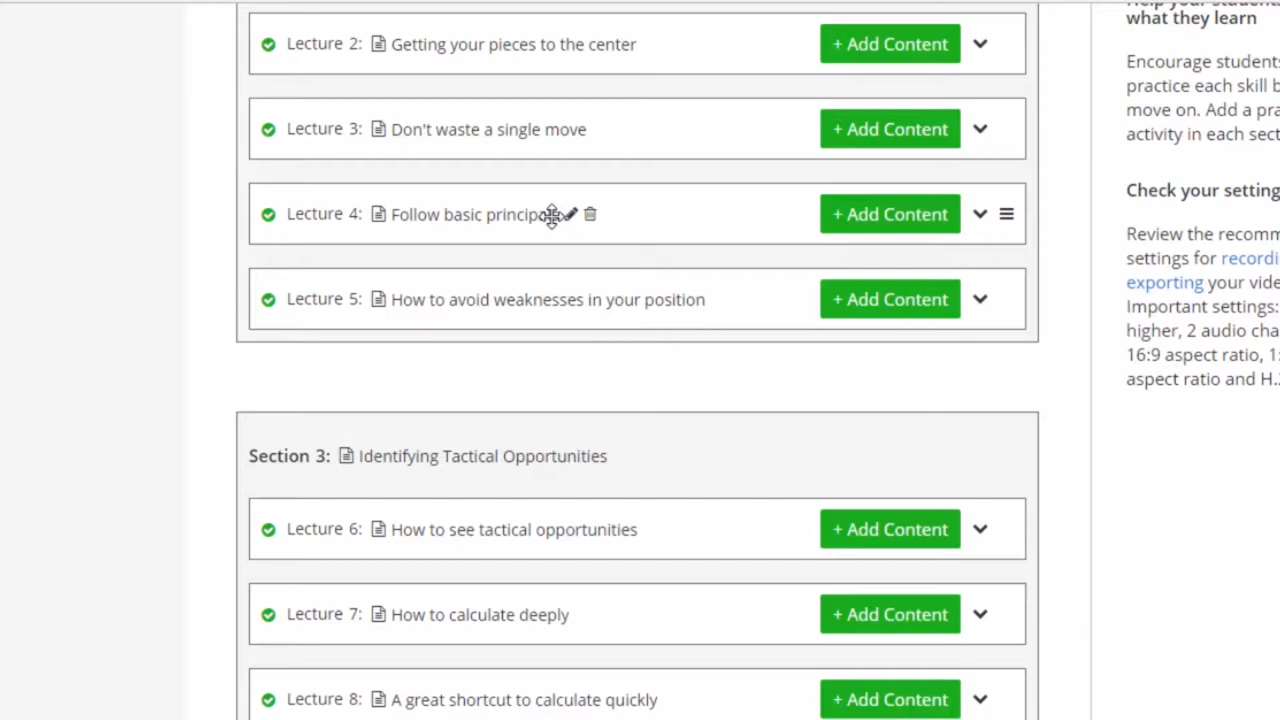 Help your students
what they learn
Lecture 2: Getting your pieces to the center
+ Add Content
Lecture 3: Don't waste a single move
+ Add Content
Lecture 4: Follow basic
+ Add Content
Lecture 5: How to avoid weaknesses in your position
+ Add Content
Section 3: Identifying Tactical Opportunities
Lecture 6: How to see tactical opportunities
+ Add Content
Lecture 7: How to calculate deeply
+ Add Content
Lecture 8: A great shortcut to calculate quickly
+ Add Content
Encourage students
practice each skill b
move on. Add a pra
activity in each sect
Check your setting
Review the recomm
settings for recordi
exporting your vide
Important settings:
higher, 2 audio cha
16:9 aspect ratio, 1:
aspect ratio and H.